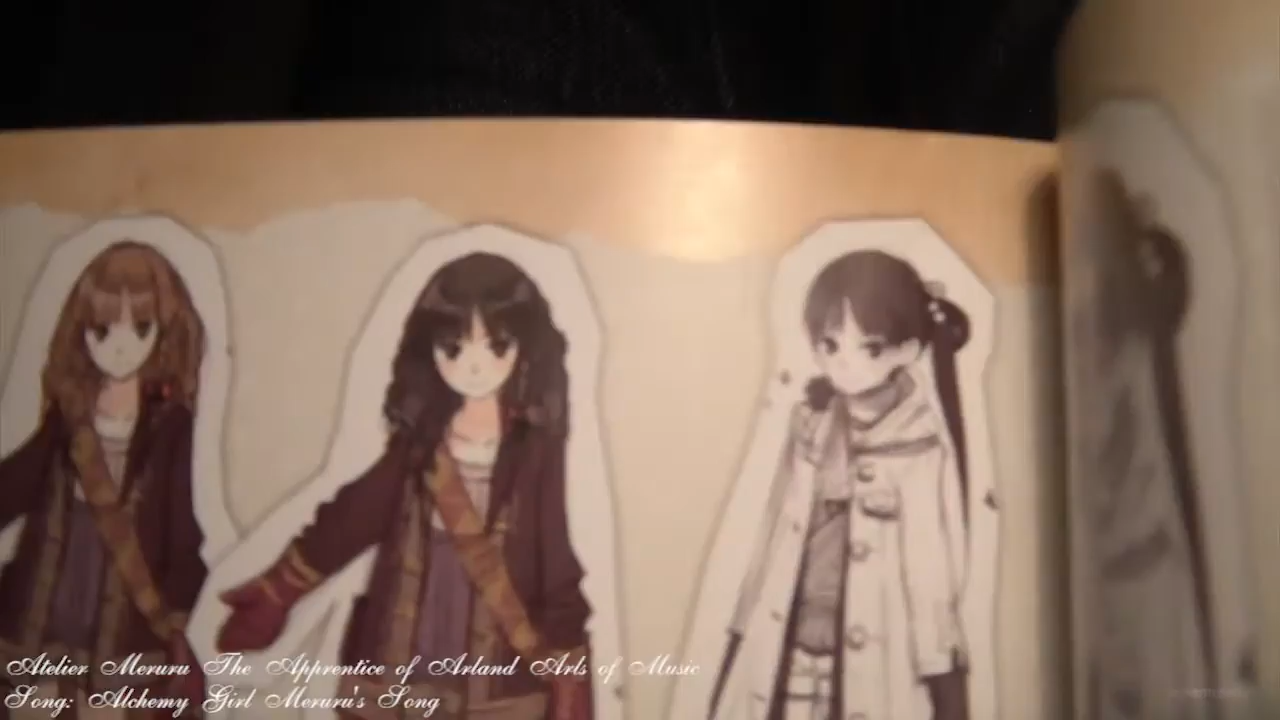 Atelier Meruru The Apprentice of Arland Arts of Music
Song: Alchemy Girl Meruru's Song